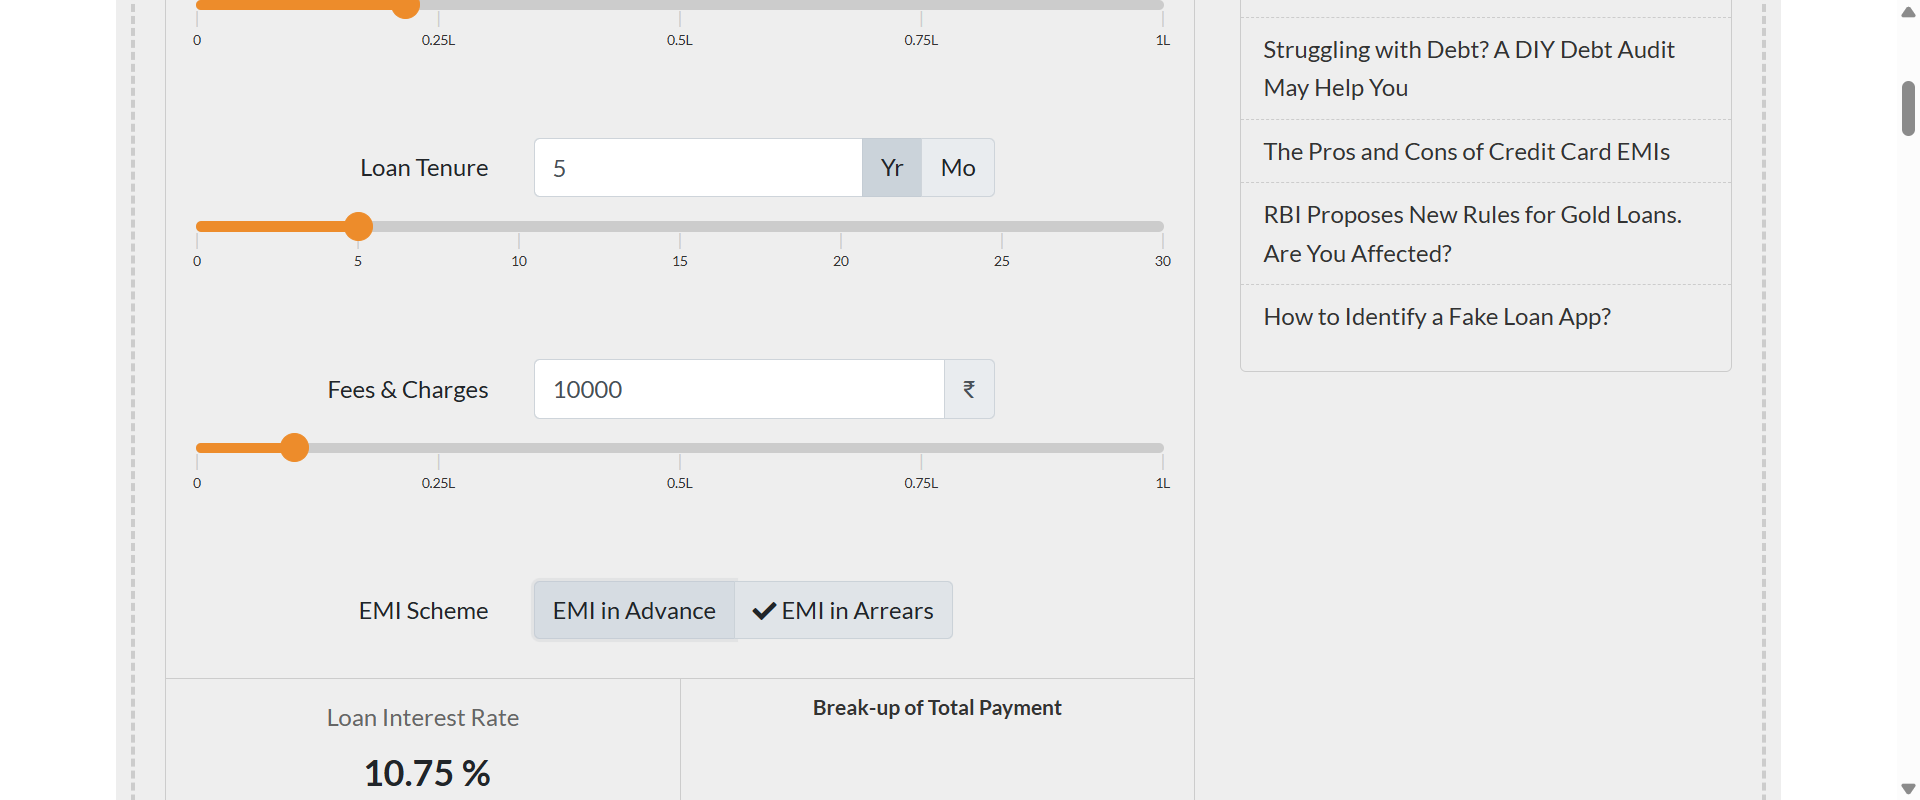 0 0.25L 0.5L 0.75L 1L
Loan Tenure 5 Yr Mo
0 5 10 15 20 25 30
Fees & Charges 10000 ₹
0 0.25L 0.5L 0.75L 1L
EMI Scheme EMI in Advance EMI in Arrears
Loan Interest Rate
10.75 %
Break-up of Total Payment
Struggling with Debt? A DIY Debt Audit
May Help You
The Pros and Cons of Credit Card EMIs
RBI Proposes New Rules for Gold Loans.
Are You Affected?
How to Identify a Fake Loan App?